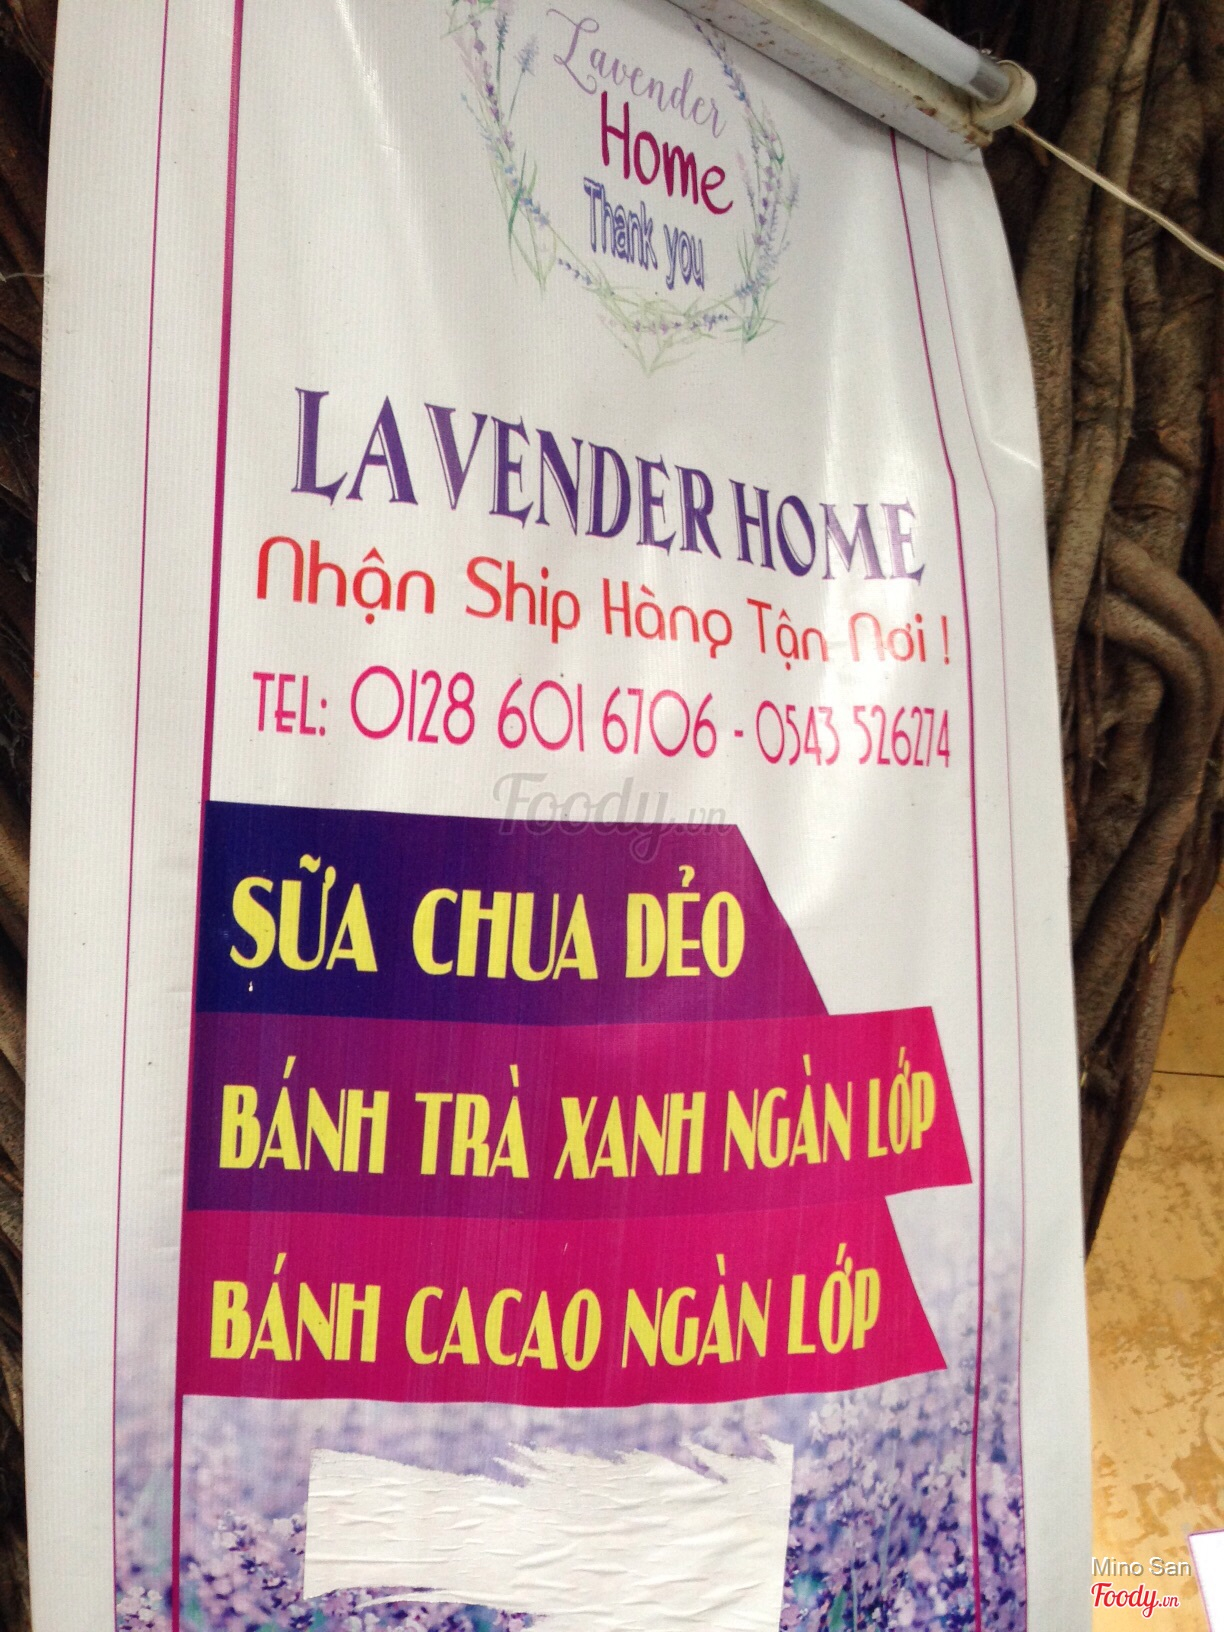 Lavender
Home
Thank you
LAVENDER HOME
Nhận Ship Hàng Tận Nơi !
TEL: 0128 601 6706 - 0543 526274
Foody.vn
SỮA CHUA DẺO
BÁNH TRÀ XANH NGÀN LỚP
BÁNH CACAO NGÀN LỚP
Mino San
Foody.vn